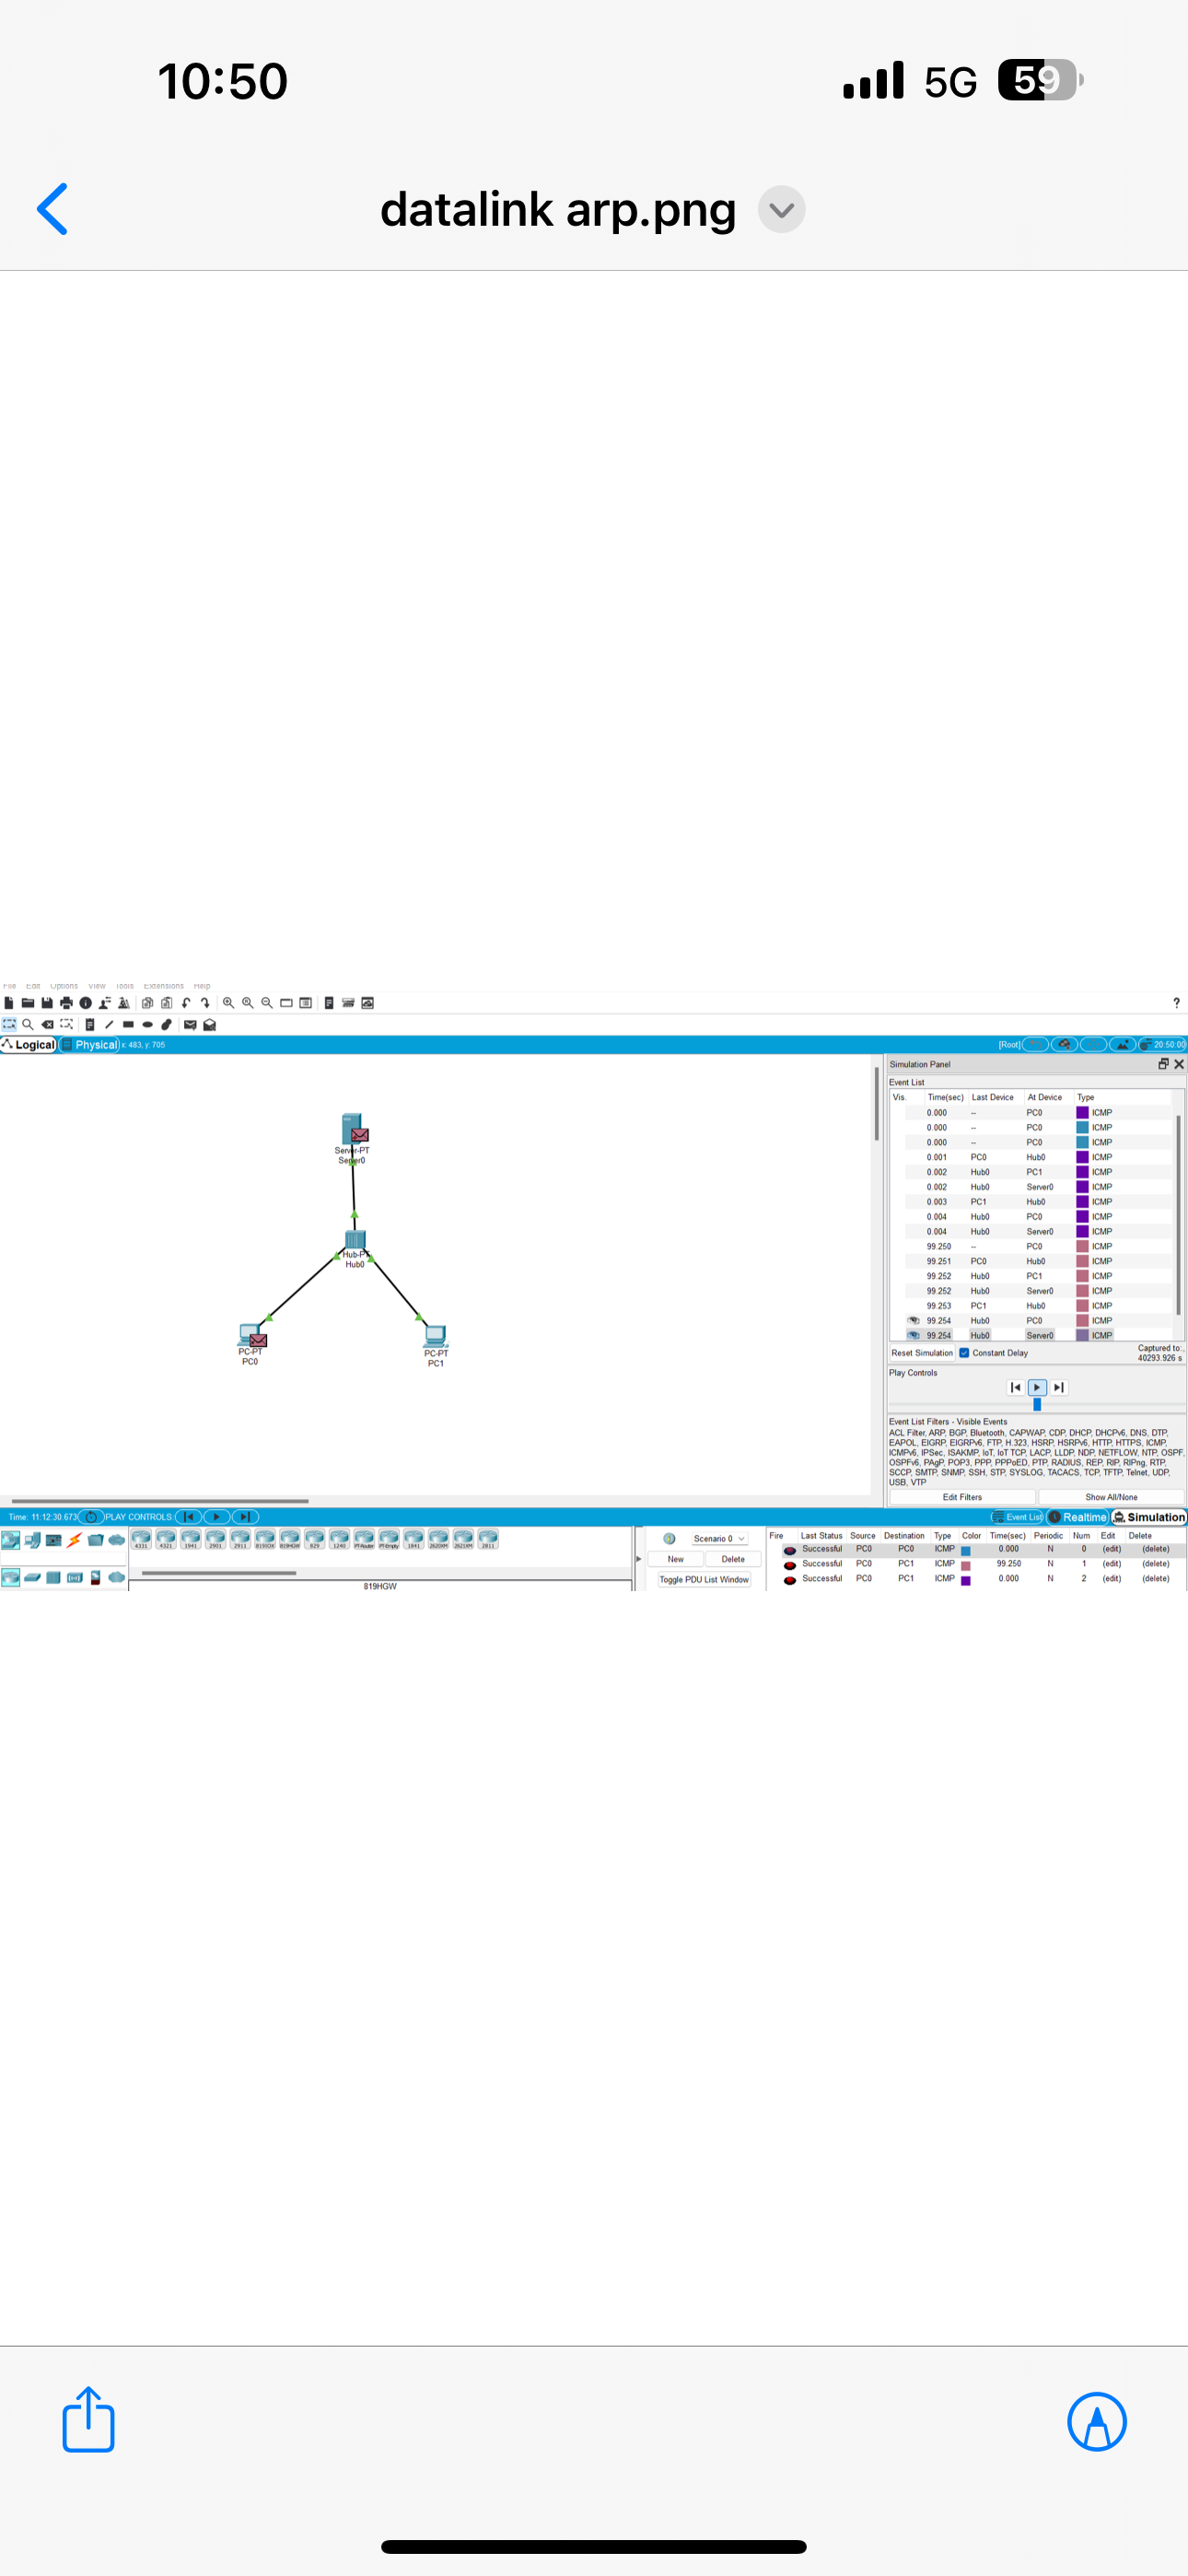 10:50
5G 59
datalink arp.png
File Edit Options View Tools Extensions Help
?
Logical Physical x: 483, y: 705
[Root] 20:50:00
Server-PT
Server0
Hub-PT
Hub0
PC-PT
PC0
PC-PT
PC1
Simulation Panel
Event List
Vis. Time(sec) Last Device At Device Type
0.000 -- PC0 ICMP
0.000 -- PC0 ICMP
0.000 -- PC0 ICMP
0.001 PC0 Hub0 ICMP
0.002 Hub0 PC1 ICMP
0.002 Hub0 Server0 ICMP
0.003 PC1 Hub0 ICMP
0.004 Hub0 PC0 ICMP
0.004 Hub0 Server0 ICMP
99.250 -- PC0 ICMP
99.251 PC0 Hub0 ICMP
99.252 Hub0 PC1 ICMP
99.252 Hub0 Server0 ICMP
99.253 PC1 Hub0 ICMP
99.254 Hub0 PC0 ICMP
99.254 Hub0 Server0 ICMP
Reset Simulation Constant Delay
Captured to:
40293.926 s
Play Controls
Event List Filters - Visible Events
ACL Filter, ARP, BGP, Bluetooth, CAPWAP, CDP, DHCP, DHCPv6, DNS, DTP,
EAPOL, EIGRP, EIGRPv6, FTP, H.323, HSRP, HSRPv6, HTTP, HTTPS, ICMP,
ICMPv6, IPSec, ISAKMP, IoT, IoT TCP, LACP, LLDP, NDP, NETFLOW, NTP, OSPF,
OSPFv6, PAgP, POP3, PPP, PPPoED, PTP, RADIUS, REP, RIP, RIPng, RTP,
SCCP, SMTP, SNMP, SSH, STP, SYSLOG, TACACS, TCP, TFTP, Telnet, UDP,
USB, VTP
Edit Filters Show All/None
Time: 11:12:30.673 PLAY CONTROLS:
Event List Realtime Simulation
4331 4321 1941 2901 2911 819IOX 819HGW 829 1240 PT-Router PT-Empty 1841 2620XM 2621XM 2811
819HGW
Scenario 0
New Delete
Toggle PDU List Window
Fire Last Status Source Destination Type Color Time(sec) Periodic Num Edit Delete
Successful PC0 PC0 ICMP 0.000 N 0 (edit) (delete)
Successful PC0 PC1 ICMP 99.250 N 1 (edit) (delete)
Successful PC0 PC1 ICMP 0.000 N 2 (edit) (delete)